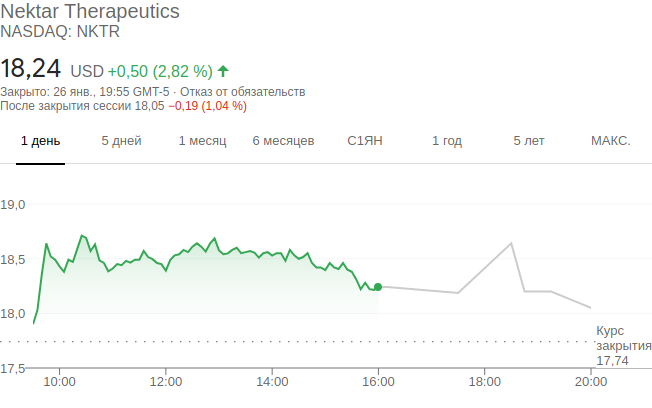 Nektar Therapeutics
NASDAQ: NKTR
18,24 USD +0,50 (2,82 %)
Закрыто: 26 янв., 19:55 GMT-5 · Отказ от обязательств
После закрытия сессии 18,05 −0,19 (1,04 %)
1 день 5 дней 1 месяц 6 месяцев С1ЯН 1 год 5 лет МАКС.
19,0
18,5
18,0
Курс
закрытия
17,74
17,5
10:00 12:00 14:00 16:00 18:00 20:00